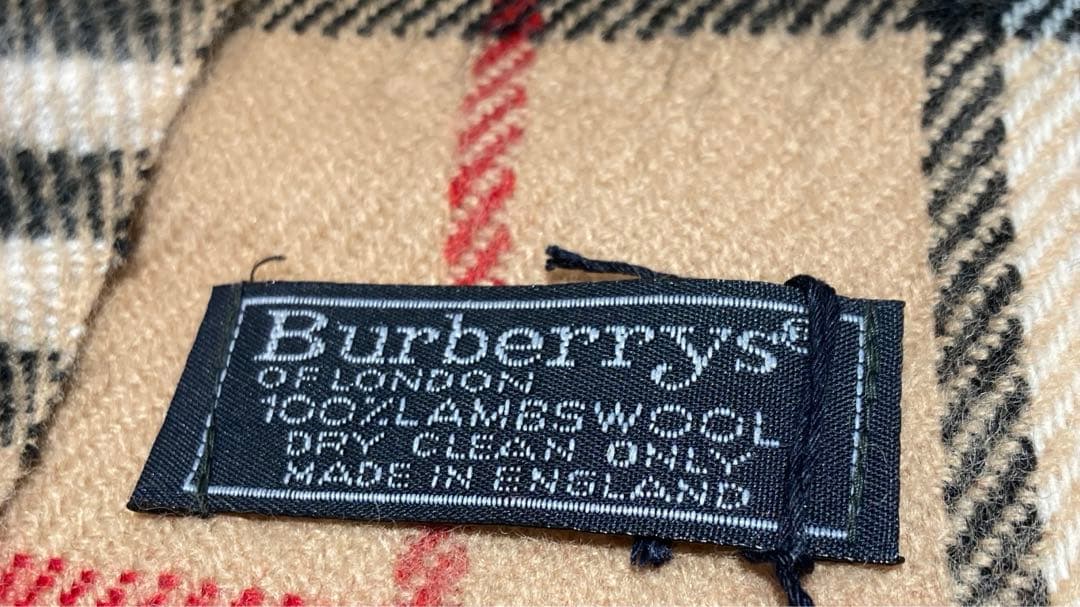 Burberrys®
OF LONDON
100% LAMBSWOOL
DRY CLEAN ONLY
MADE IN ENGLAND